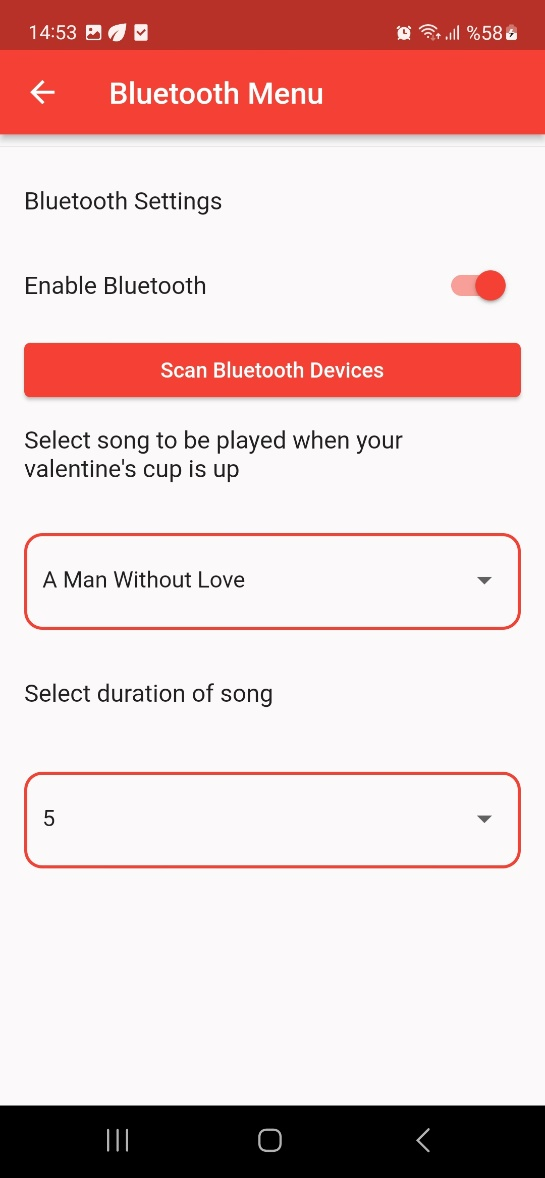 14:53
%58
Bluetooth Menu
Bluetooth Settings
Enable Bluetooth
Scan Bluetooth Devices
Select song to be played when your
valentine's cup is up
A Man Without Love
Select duration of song
5